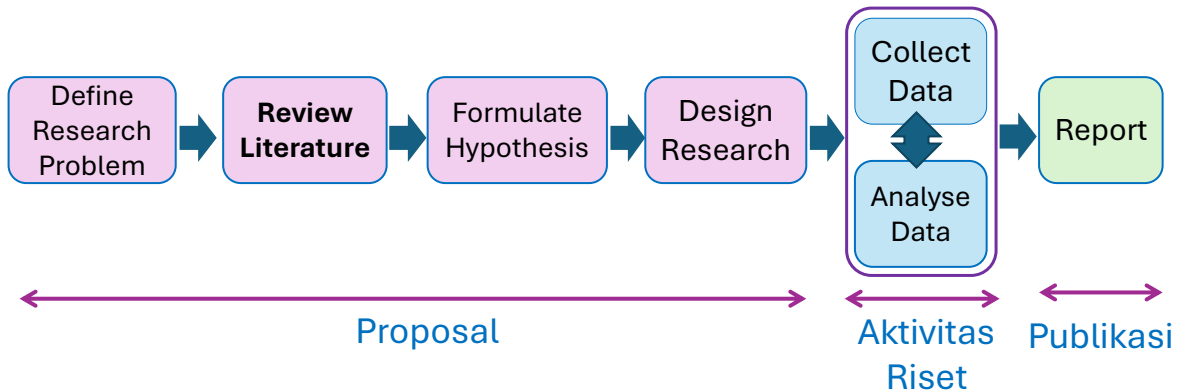 Define
Research
Problem
Review
Literature
Formulate
Hypothesis
Design
Research
Collect
Data
Analyse
Data
Report
Proposal
Aktivitas
Riset
Publikasi